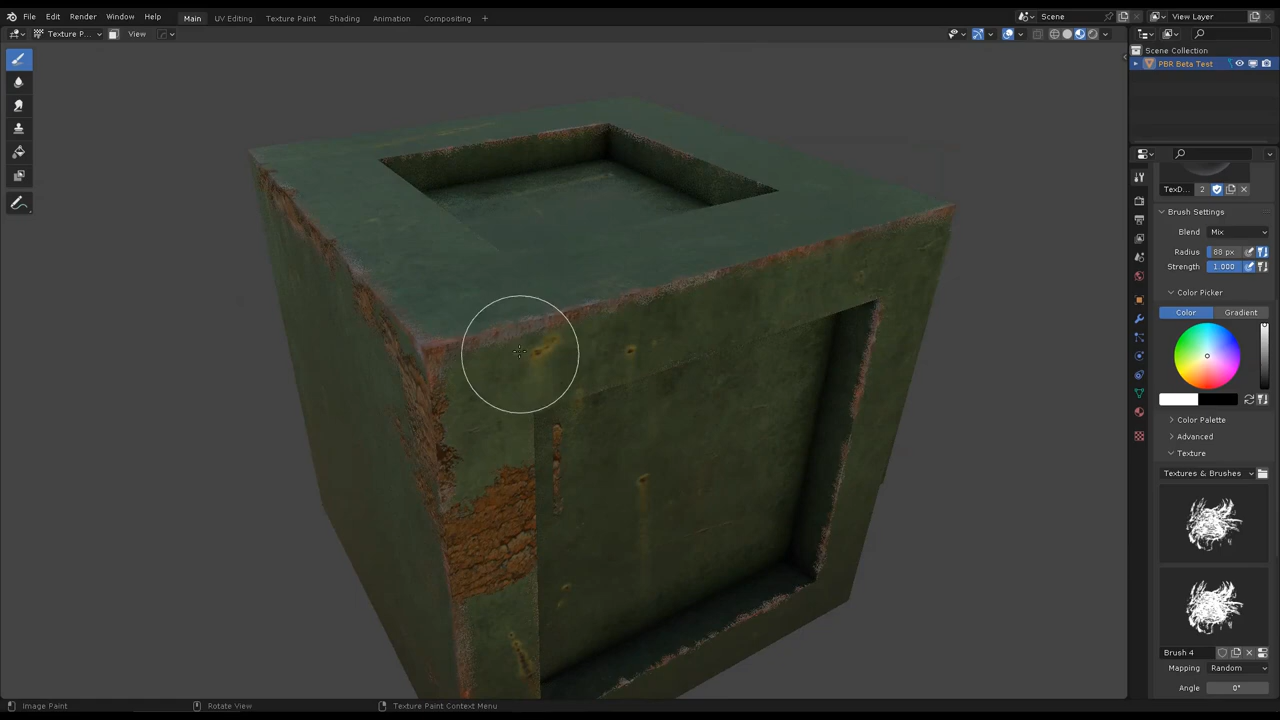 File Edit Render Window Help Main UV Editing Texture Paint Shading Animation Compositing + Scene View Layer
Texture P... View
Scene Collection
PBR Beta Test
TexD... 2
Brush Settings
Blend Mix
Radius 88 px
Strength 1.000
Color Picker
Color Gradient
Color Palette
Advanced
Texture
Textures & Brushes
Brush 4
Mapping Random
Angle 0°
Image Paint Rotate View Texture Paint Context Menu